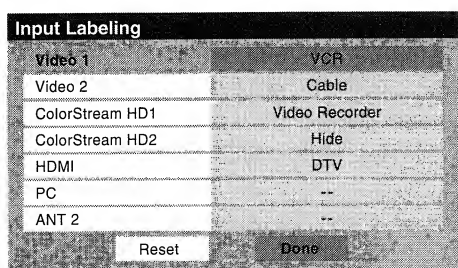 Input Labeling
Video 1 VCR
Video 2 Cable
ColorStream HD1 Video Recorder
ColorStream HD2 Hide
HDMI DTV
PC --
ANT 2 --
Reset Done